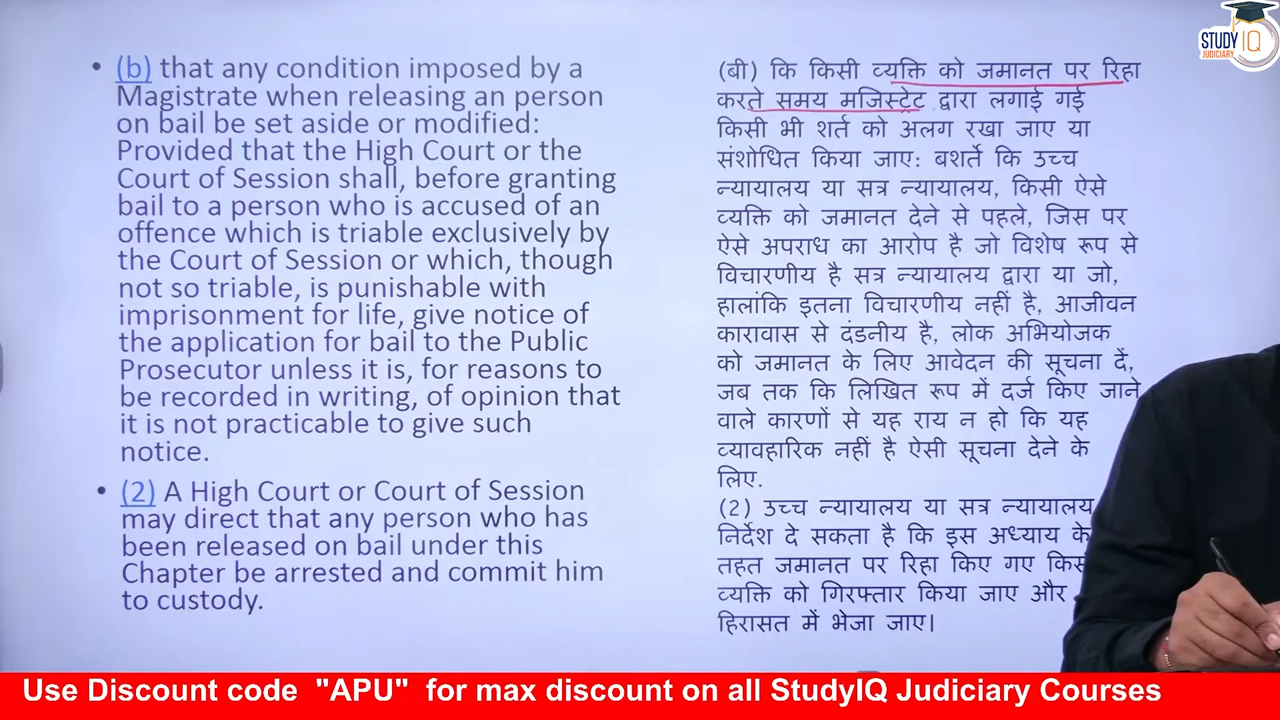 • (b) that any condition imposed by a
Magistrate when releasing an person
on bail be set aside or modified:
Provided that the High Court or the
Court of Session shall, before granting
bail to a person who is accused of an
offence which is triable exclusively by
the Court of Session or which, though
not so triable, is punishable with
imprisonment for life, give notice of
the application for bail to the Public
Prosecutor unless it is, for reasons to
be recorded in writing, of opinion that
it is not practicable to give such
notice.
• (2) A High Court or Court of Session
may direct that any person who has
been released on bail under this
Chapter be arrested and commit him
to custody.
(बी) कि किसी व्यक्ति को जमानत पर रिहा
करते समय मजिस्ट्रेट द्वारा लगाई गई
किसी भी शर्त को अलग रखा जाए या
संशोधित किया जाए: बशर्ते कि उच्च
न्यायालय या सत्र न्यायालय, किसी ऐसे
व्यक्ति को जमानत देने से पहले, जिस पर
ऐसे अपराध का आरोप है जो विशेष रूप से
विचारणीय है सत्र न्यायालय द्वारा या जो,
हालांकि इतना विचारणीय नहीं है, आजीवन
कारावास से दंडनीय है, लोक अभियोजक
को जमानत के लिए आवेदन की सूचना दें,
जब तक कि लिखित रूप में दर्ज किए जाने
वाले कारणों से यह राय न हो कि यह
व्यावहारिक नहीं है ऐसी सूचना देने के
लिए.
(2) उच्च न्यायालय या सत्र न्यायालय
निर्देश दे सकता है कि इस अध्याय के
तहत जमानत पर रिहा किए गए किसी
व्यक्ति को गिरफ्तार किया जाए और
हिरासत में भेजा जाए।
STUDY IQ
JUDICIARY
Use Discount code "APU" for max discount on all StudyIQ Judiciary Courses